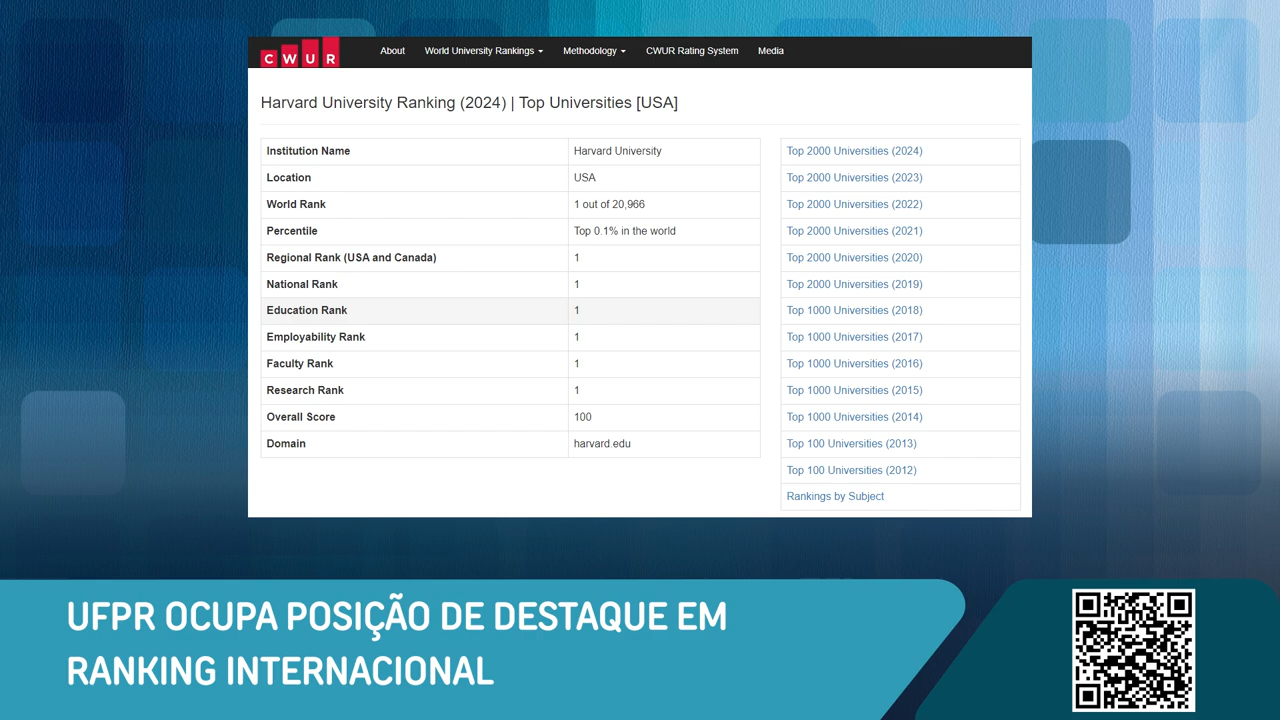 CWUR About World University Rankings Methodology CWUR Rating System Media
Harvard University Ranking (2024) | Top Universities [USA]
Institution Name Harvard University
Location USA
World Rank 1 out of 20,966
Percentile Top 0.1% in the world
Regional Rank (USA and Canada) 1
National Rank 1
Education Rank 1
Employability Rank 1
Faculty Rank 1
Research Rank 1
Overall Score 100
Domain harvard.edu
Top 2000 Universities (2024)
Top 2000 Universities (2023)
Top 2000 Universities (2022)
Top 2000 Universities (2021)
Top 2000 Universities (2020)
Top 2000 Universities (2019)
Top 1000 Universities (2018)
Top 1000 Universities (2017)
Top 1000 Universities (2016)
Top 1000 Universities (2015)
Top 1000 Universities (2014)
Top 100 Universities (2013)
Top 100 Universities (2012)
Rankings by Subject
UFPR OCUPA POSIÇÃO DE DESTAQUE EM
RANKING INTERNACIONAL